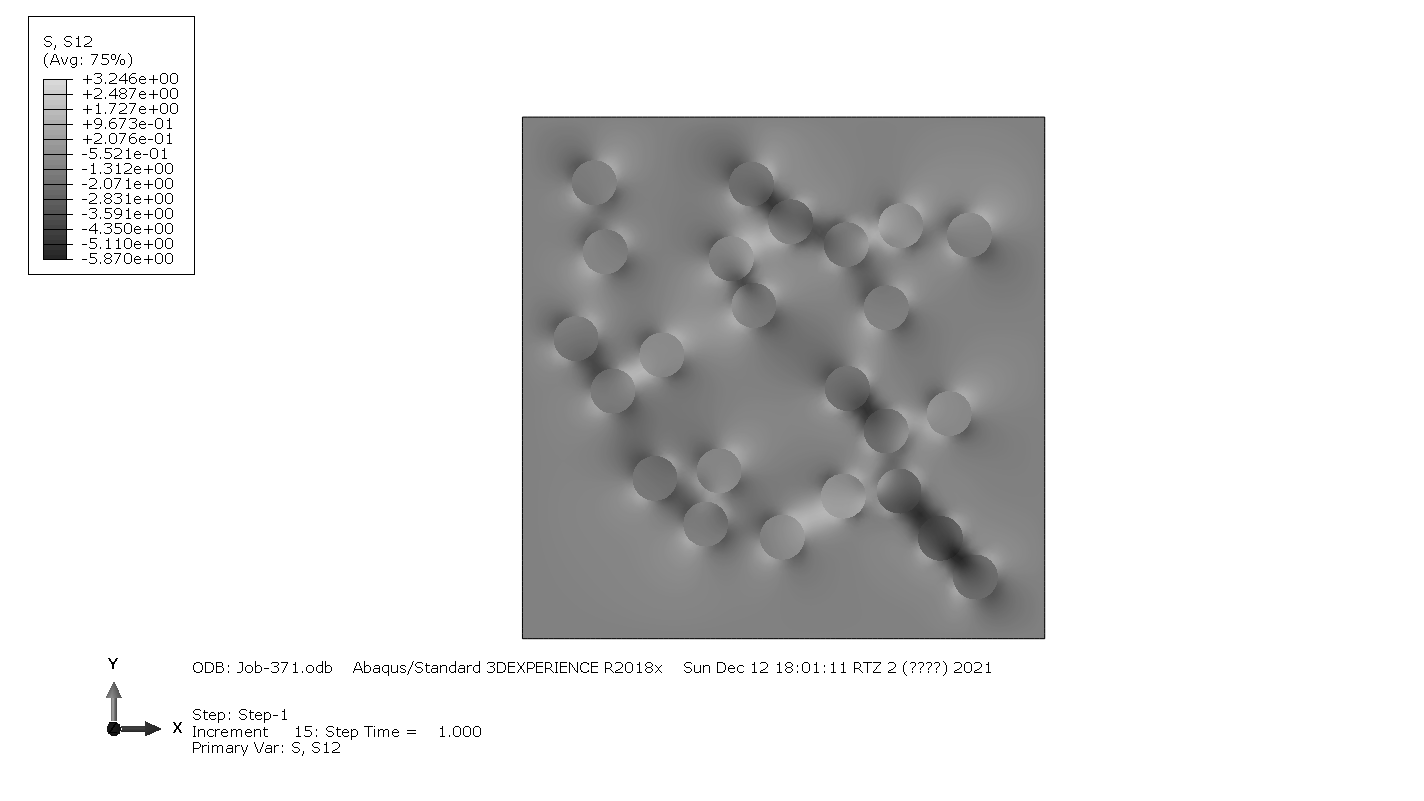 S, S12
(Avg: 75%)
+3.246e+00
+2.487e+00
+1.727e+00
+9.673e-01
+2.076e-01
-5.521e-01
-1.312e+00
-2.071e+00
-2.831e+00
-3.591e+00
-4.350e+00
-5.110e+00
-5.870e+00
Y
ODB: Job-371.odb Abaqus/Standard 3DEXPERIENCE R2018x Sun Dec 12 18:01:11 RTZ 2 (????) 2021
X
Step: Step-1
Increment 15: Step Time = 1.000
Primary Var: S, S12